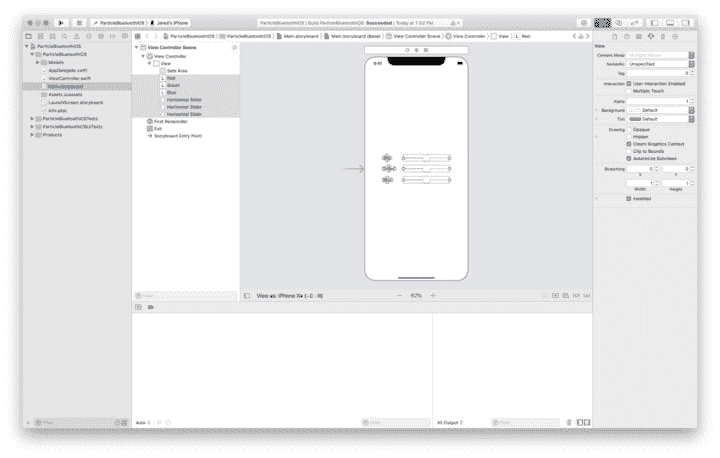 ParticleBluetoothiOS
Jared's iPhone
ParticleBluetoothiOS | Build ParticleBluetoothiOS: Succeeded | Today at 1:52 PM
ParticleBluetoothiOS
ParticleBluetoothiOS
Models
AppDelegate.swift
ViewController.swift
Main.storyboard
Assets.xcassets
LaunchScreen.storyboard
Info.plist
ParticleBluetoothiOSTests
ParticleBluetoothiOSUITests
Products
Filter
View Controller Scene
View Controller
View
Safe Area
L Red
L Green
L Blue
Horizontal Slider
Horizontal Slider
Horizontal Slider
First Responder
Exit
Storyboard Entry Point
Filter
ParticleBluetoothiOS
ParticleBluetoothiOS
Main.storyboard
Main.storyboard (Base)
View Controller Scene
View Controller
View
L Red
9:41
View as: iPhone
62%
Auto
Filter
All Output
Filter
View
Content Mode Multiple Values
Semantic Unspecified
Tag 0
Interaction User Interaction Enabled
Multiple Touch
Alpha 1
Background Default
Tint Default
Drawing Opaque
Hidden
Clears Graphics Context
Clip to Bounds
Autoresize Subviews
Stretching 0 0
X Y
1 1
Width Height
Installed